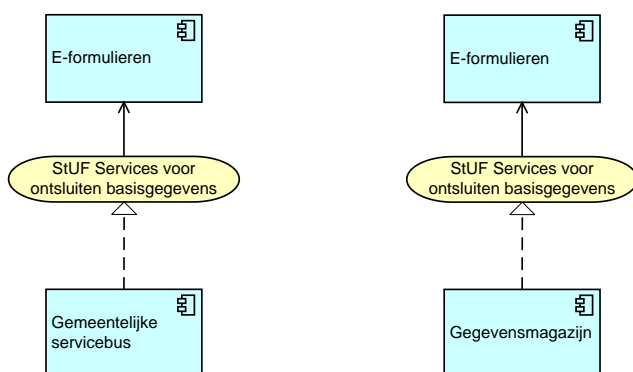 E-formulieren
StUF Services voor
ontsluiten basisgegevens
Gemeentelijke
servicebus
E-formulieren
StUF Services voor
ontsluiten basisgegevens
Gegevensmagazijn